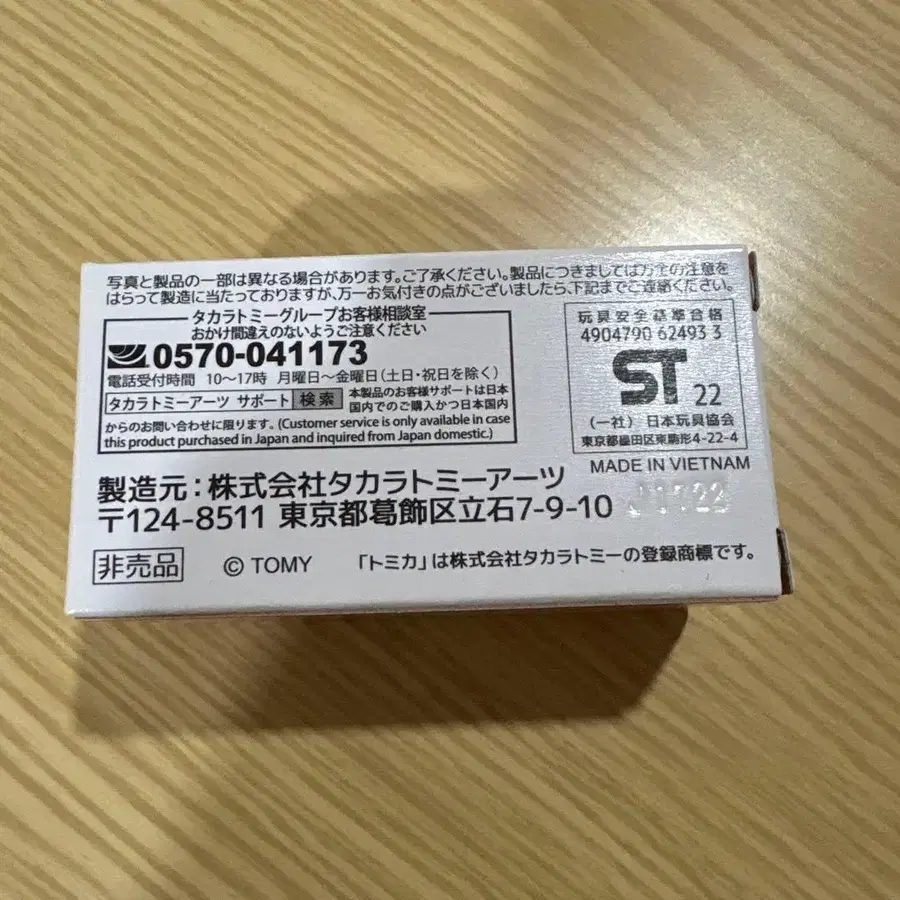 写真と製品の一部は異なる場合があります。ご了承ください。製品につきましては万全の注意を
はらって製造に当たっておりますが、万一お気付きの点がございましたら、下記までご連絡ください。
タカラトミーグループお客様相談室
おかけ間違えのないようご注意ください
0570-041173
電話受付時間 10〜17時 月曜日〜金曜日(土日・祝日を除く)
タカラトミーアーツ サポート 検索
本製品のお客様サポートは日本
国内でのご購入かつ日本国内
からのお問い合わせに限ります。(Customer service is only available in case
this product purchased in Japan and inquired from Japan domestic.)
玩具安全基準合格
4904790 62493 3
ST 22
(一社) 日本玩具協会
東京都墨田区東駒形4-22-4
MADE IN VIETNAM
製造元:株式会社タカラトミーアーツ
〒124-8511 東京都葛飾区立石7-9-10
非売品
© TOMY
「トミカ」は株式会社タカラトミーの登録商標です。